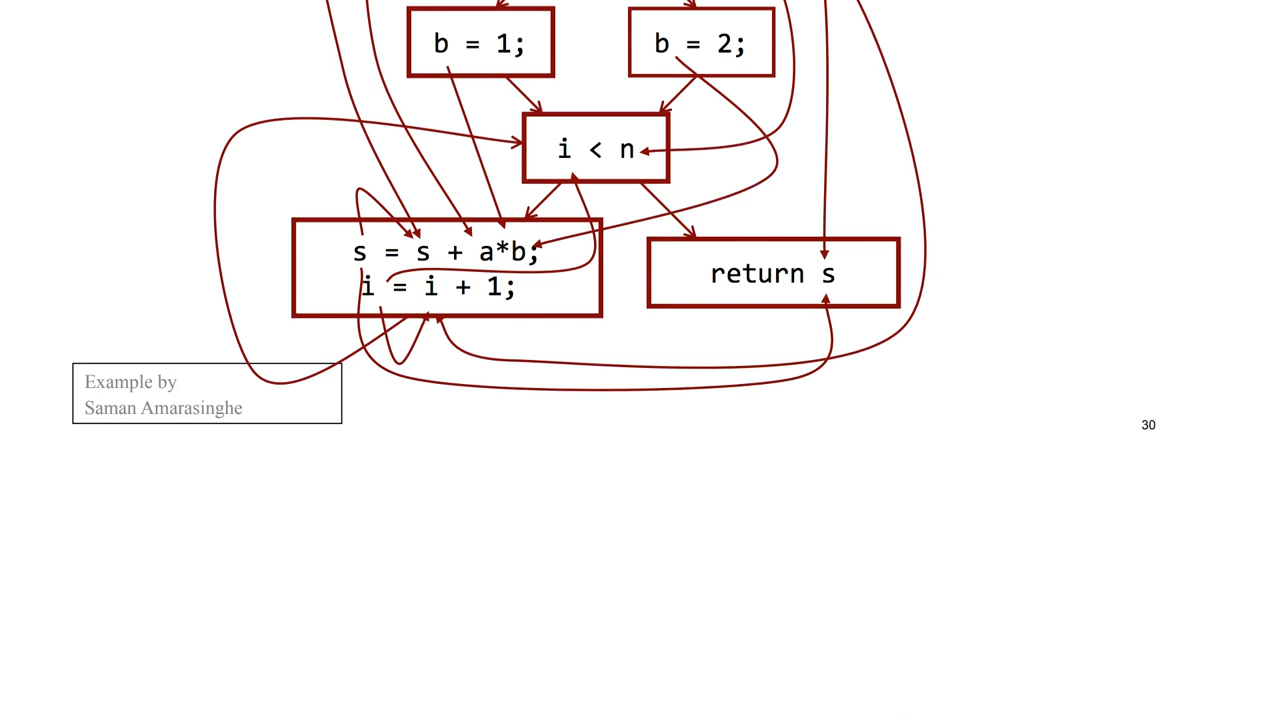 b = 1;
b = 2;
i < n
s = s + a*b;
i = i + 1;
return s
Example by
Saman Amarasinghe
30